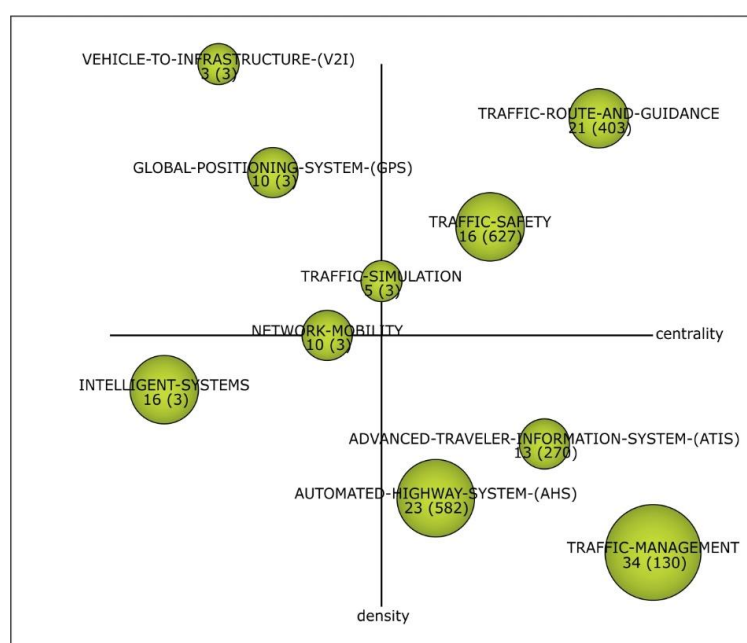 VEHICLE-TO-INFRASTRUCTURE-(V2I)
3 (3)
TRAFFIC-ROUTE-AND-GUIDANCE
21 (403)
GLOBAL-POSITIONING-SYSTEM-(GPS)
10 (3)
TRAFFIC-SAFETY
16 (627)
TRAFFIC-SIMULATION
5 (3)
NETWORK-MOBILITY
10 (3)
centrality
INTELLIGENT-SYSTEMS
16 (3)
ADVANCED-TRAVELER-INFORMATION-SYSTEM-(ATIS)
13 (270)
AUTOMATED-HIGHWAY-SYSTEM-(AHS)
23 (582)
TRAFFIC-MANAGEMENT
34 (130)
density